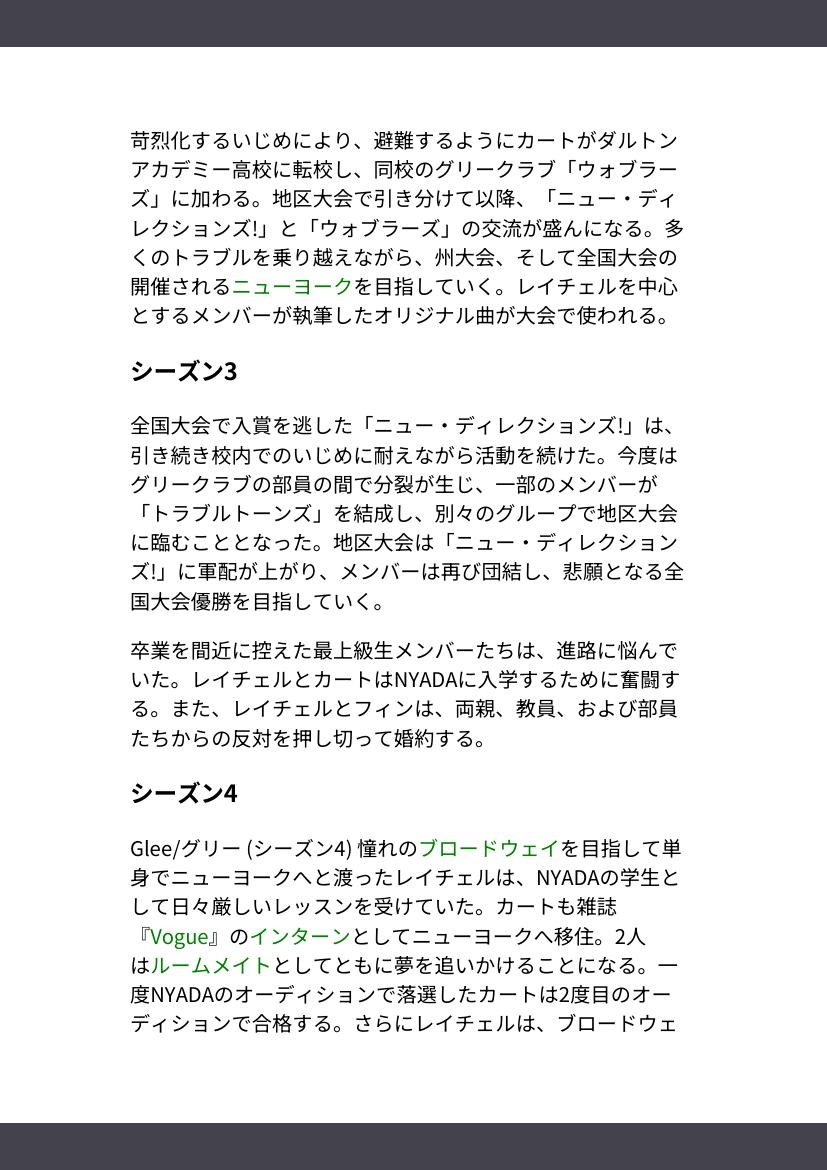 苛烈化するいじめにより、避難するようにカートがダルトン
アカデミー高校に転校し、同校のグリークラブ「ウォブラー
ズ」に加わる。地区大会で引き分けて以降、「ニュー・ディ
レクションズ!」と「ウォブラーズ」の交流が盛んになる。多
くのトラブルを乗り越えながら、州大会、そして全国大会の
開催されるニューヨークを目指していく。レイチェルを中心
とするメンバーが執筆したオリジナル曲が大会で使われる。
シーズン3
全国大会で入賞を逃した「ニュー・ディレクションズ!」は、
引き続き校内でのいじめに耐えながら活動を続けた。今度は
グリークラブの部員の間で分裂が生じ、一部のメンバーが
「トラブルトーンズ」を結成し、別々のグループで地区大会
に臨むこととなった。地区大会は「ニュー・ディレクション
ズ!」に軍配が上がり、メンバーは再び団結し、悲願となる全
国大会優勝を目指していく。
卒業を間近に控えた最上級生メンバーたちは、進路に悩んで
いた。レイチェルとカートはNYADAに入学するために奮闘す
る。また、レイチェルとフィンは、両親、教員、および部員
たちからの反対を押し切って婚約する。
シーズン4
Glee/グリー (シーズン4) 憧れのブロードウェイを目指して単
身でニューヨークへと渡ったレイチェルは、NYADAの学生と
して日々厳しいレッスンを受けていた。カートも雑誌
『Vogue』のインターンとしてニューヨークへ移住。2人
はルームメイトとしてともに夢を追いかけることになる。一
度NYADAのオーディションで落選したカートは2度目のオー
ディションで合格する。さらにレイチェルは、ブロードウェ